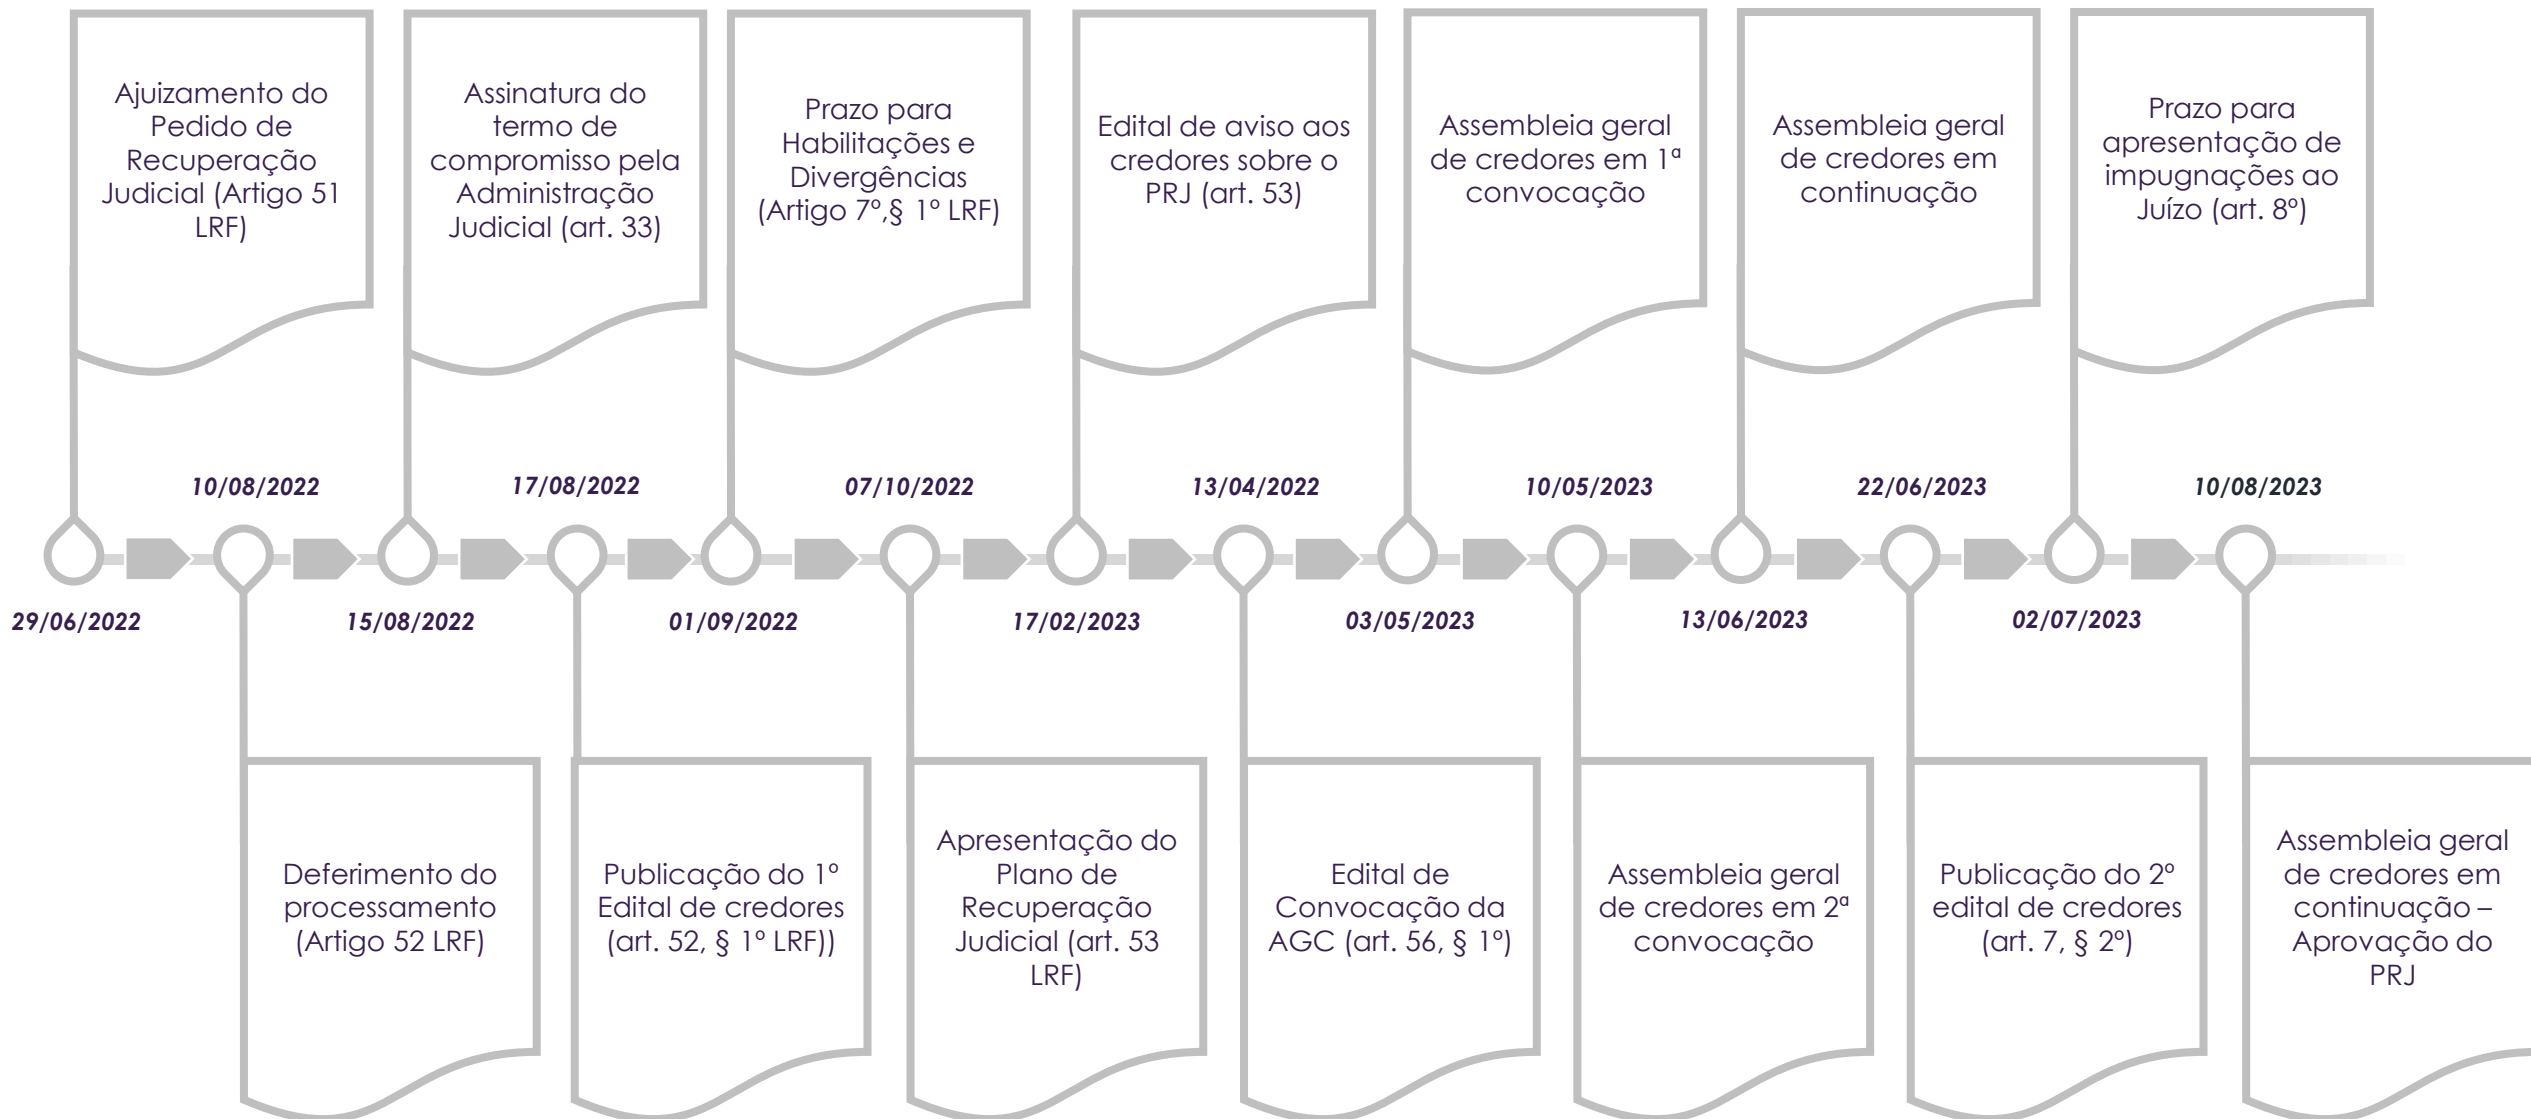 Ajuizamento do
Pedido de
Recuperação
Judicial (Artigo 51
LRF)
Assinatura do
termo de
compromisso pela
Administração
Judicial (art. 33)
Prazo para
Habilitações e
Divergências
(Artigo 7º,§ 1º LRF)
Edital de aviso aos
credores sobre o
PRJ (art. 53)
Assembleia geral
de credores em 1ª
convocação
Assembleia geral
de credores em
continuação
Prazo para
apresentação de
impugnações ao
Juízo (art. 8º)
10/08/2022
17/08/2022
07/10/2022
13/04/2022
10/05/2023
22/06/2023
10/08/2023
29/06/2022
15/08/2022
01/09/2022
17/02/2023
03/05/2023
13/06/2023
02/07/2023
Deferimento do
processamento
(Artigo 52 LRF)
Publicação do 1º
Edital de credores
(art. 52, § 1º LRF))
Apresentação do
Plano de
Recuperação
Judicial (art. 53
LRF)
Edital de
Convocação da
AGC (art. 56, § 1º)
Assembleia geral
de credores em 2ª
convocação
Publicação do 2º
edital de credores
(art. 7, § 2º)
Assembleia geral
de credores em
continuação –
Aprovação do
PRJ